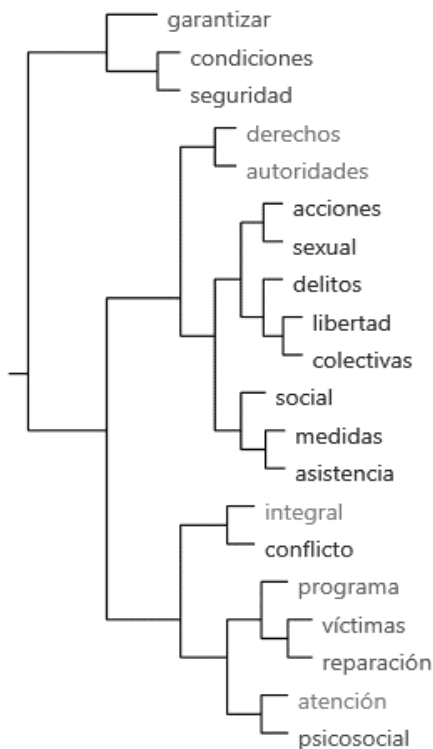 garantizar
condiciones
seguridad
derechos
autoridades
acciones
sexual
delitos
libertad
colectivas
social
medidas
asistencia
integral
conflicto
programa
víctimas
reparación
atención
psicosocial